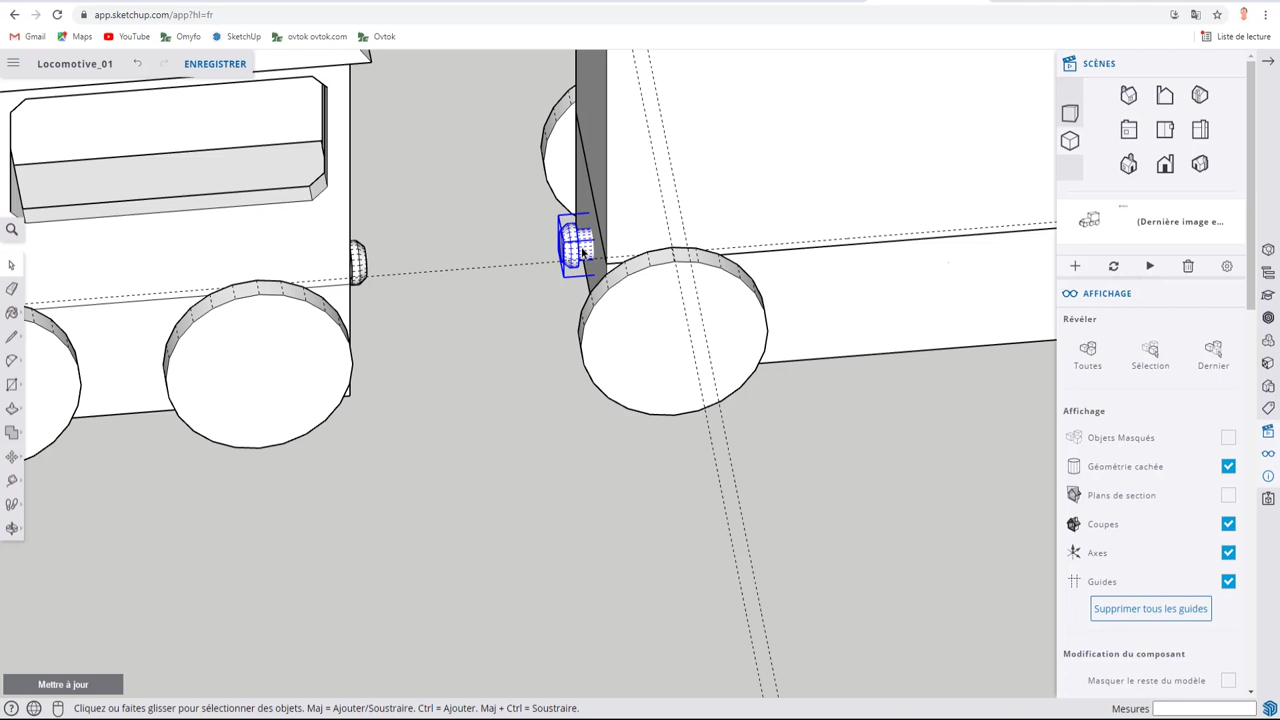 app.sketchup.com/app?hl=fr
Gmail
Maps
YouTube
Omyfo
SketchUp
ovtok ovtok.com
Ovtok
Liste de lecture
Locomotive_01
ENREGISTRER
SCÈNES
(Dernière image e...
AFFICHAGE
Révéler
Toutes
Sélection
Dernier
Affichage
Objets Masqués
Géométrie cachée
Plans de section
Coupes
Axes
Guides
Supprimer tous les guides
Modification du composant
Masquer le reste du modèle
Mettre à jour
Cliquez ou faites glisser pour sélectionner des objets. Maj = Ajouter/Soustraire. Ctrl = Ajouter. Maj + Ctrl = Soustraire.
Mesures